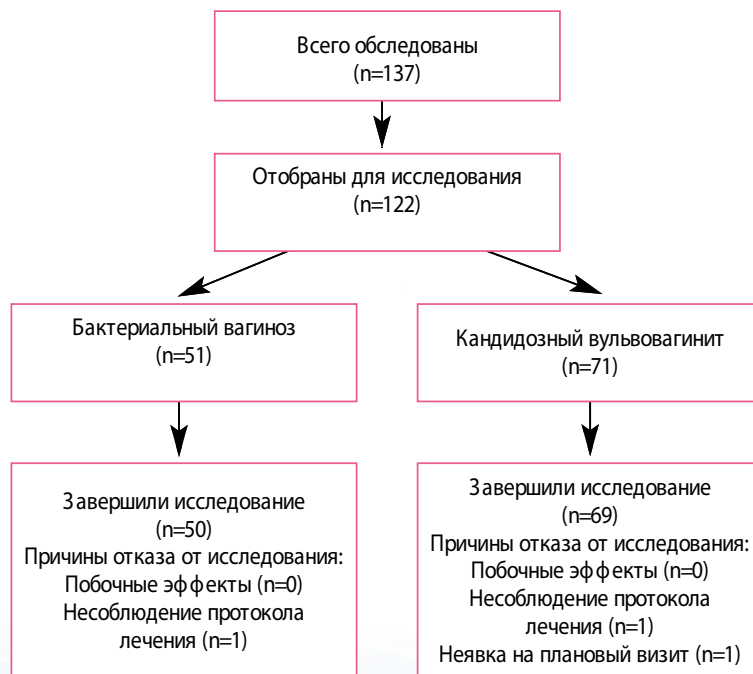 Всего обследованы
(n=137)
Отобраны для исследования
(n=122)
Бактериальный вагиноз
(n=51)
Кандидозный вульвовагинит
(n=71)
Завершили исследование
(n=50)
Причины отказа от исследования:
Побочные эффекты (n=0)
Несоблюдение протокола
лечения (n=1)
Завершили исследование
(n=69)
Причины отказа от исследования:
Побочные эффекты (n=0)
Несоблюдение протокола
лечения (n=1)
Неявка на плановый визит (n=1)